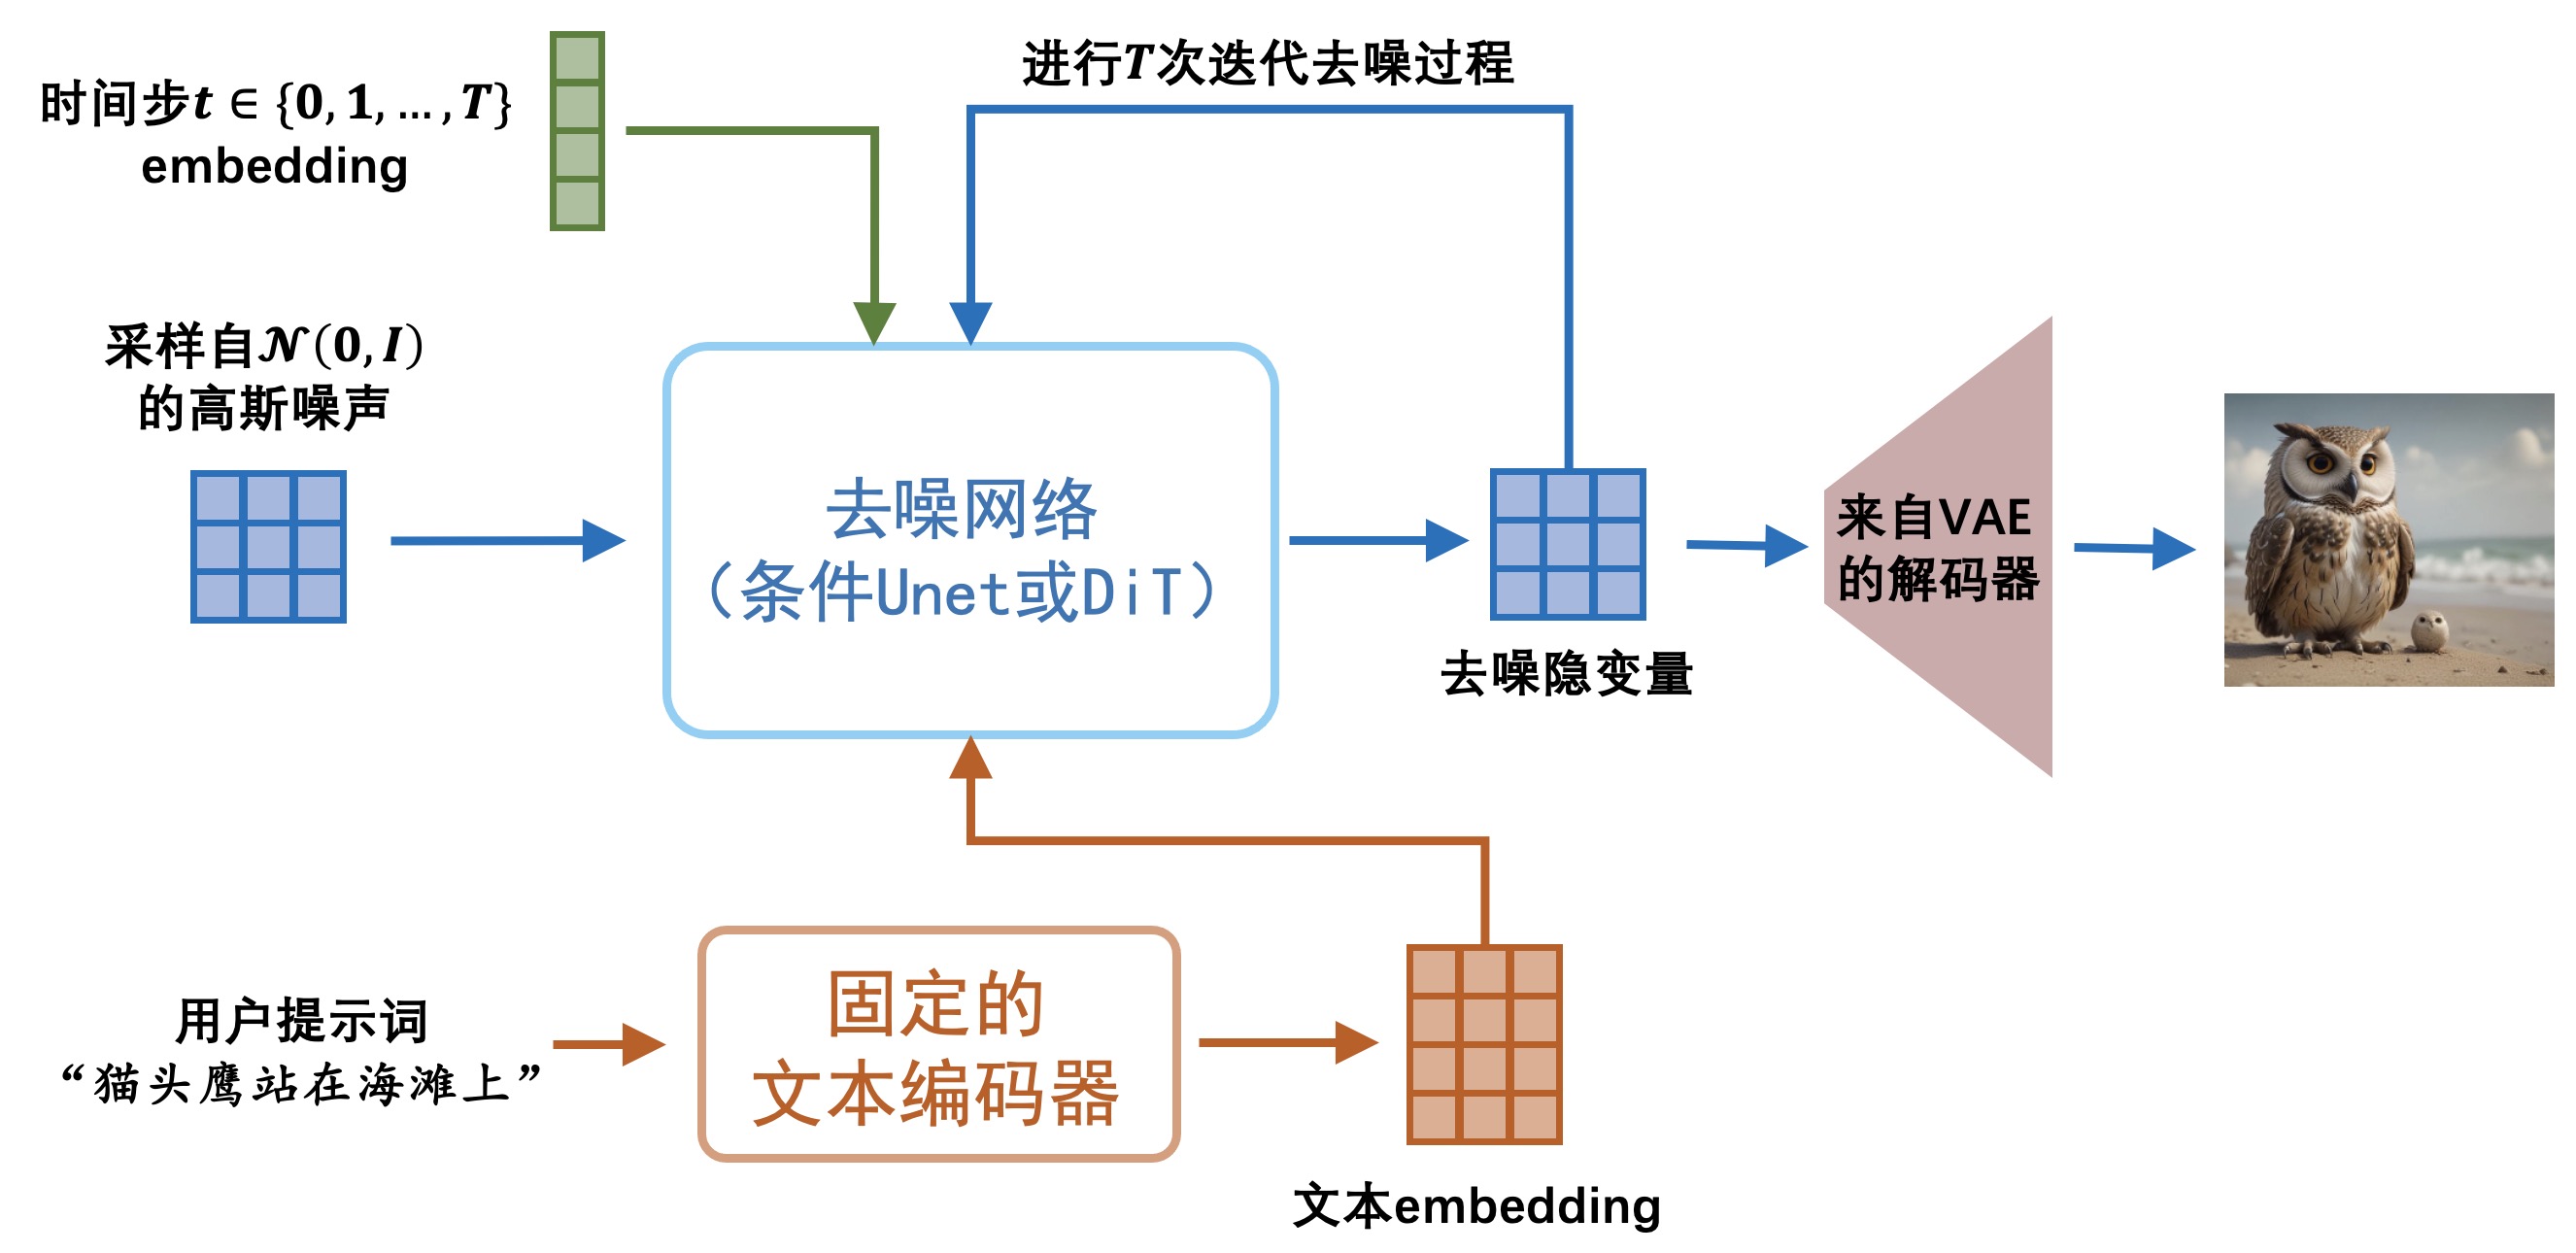 进行T次迭代去噪过程
时间步t ∈ {0, 1, ... , T}
embedding
采样自𝒩(0, I)
的高斯噪声
去噪网络
（条件Unet或DiT）
来自VAE
的解码器
去噪隐变量
用户提示词
“猫头鹰站在海滩上”
固定的
文本编码器
文本embedding